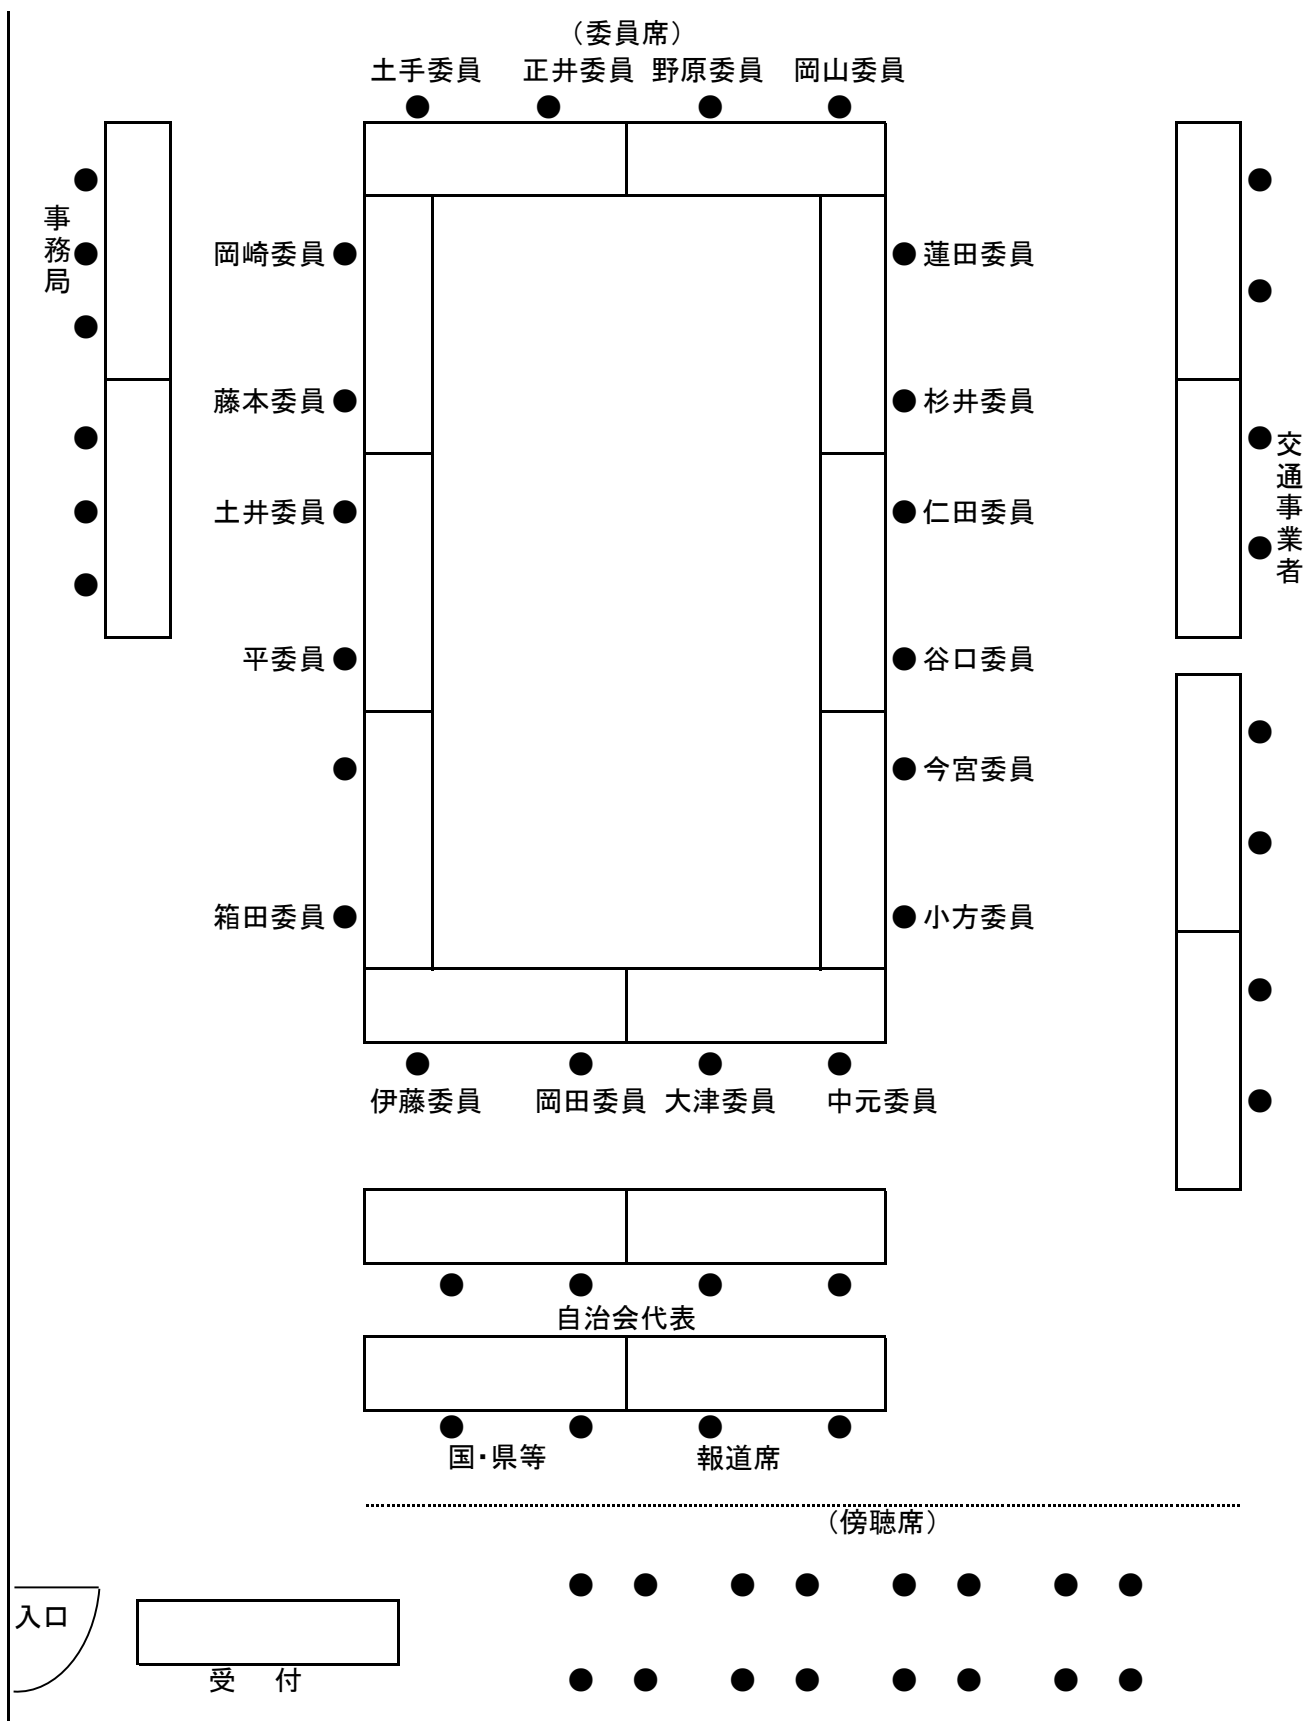 （委員席）
土手委員 正井委員 野原委員 岡山委員
事務局
岡崎委員 蓮田委員
藤本委員 杉井委員
交通事業者
土井委員 仁田委員
平委員 谷口委員
今宮委員
箱田委員 小方委員
伊藤委員 岡田委員 大津委員 中元委員
自治会代表
国・県等 報道席
（傍聴席）
入口
受 付